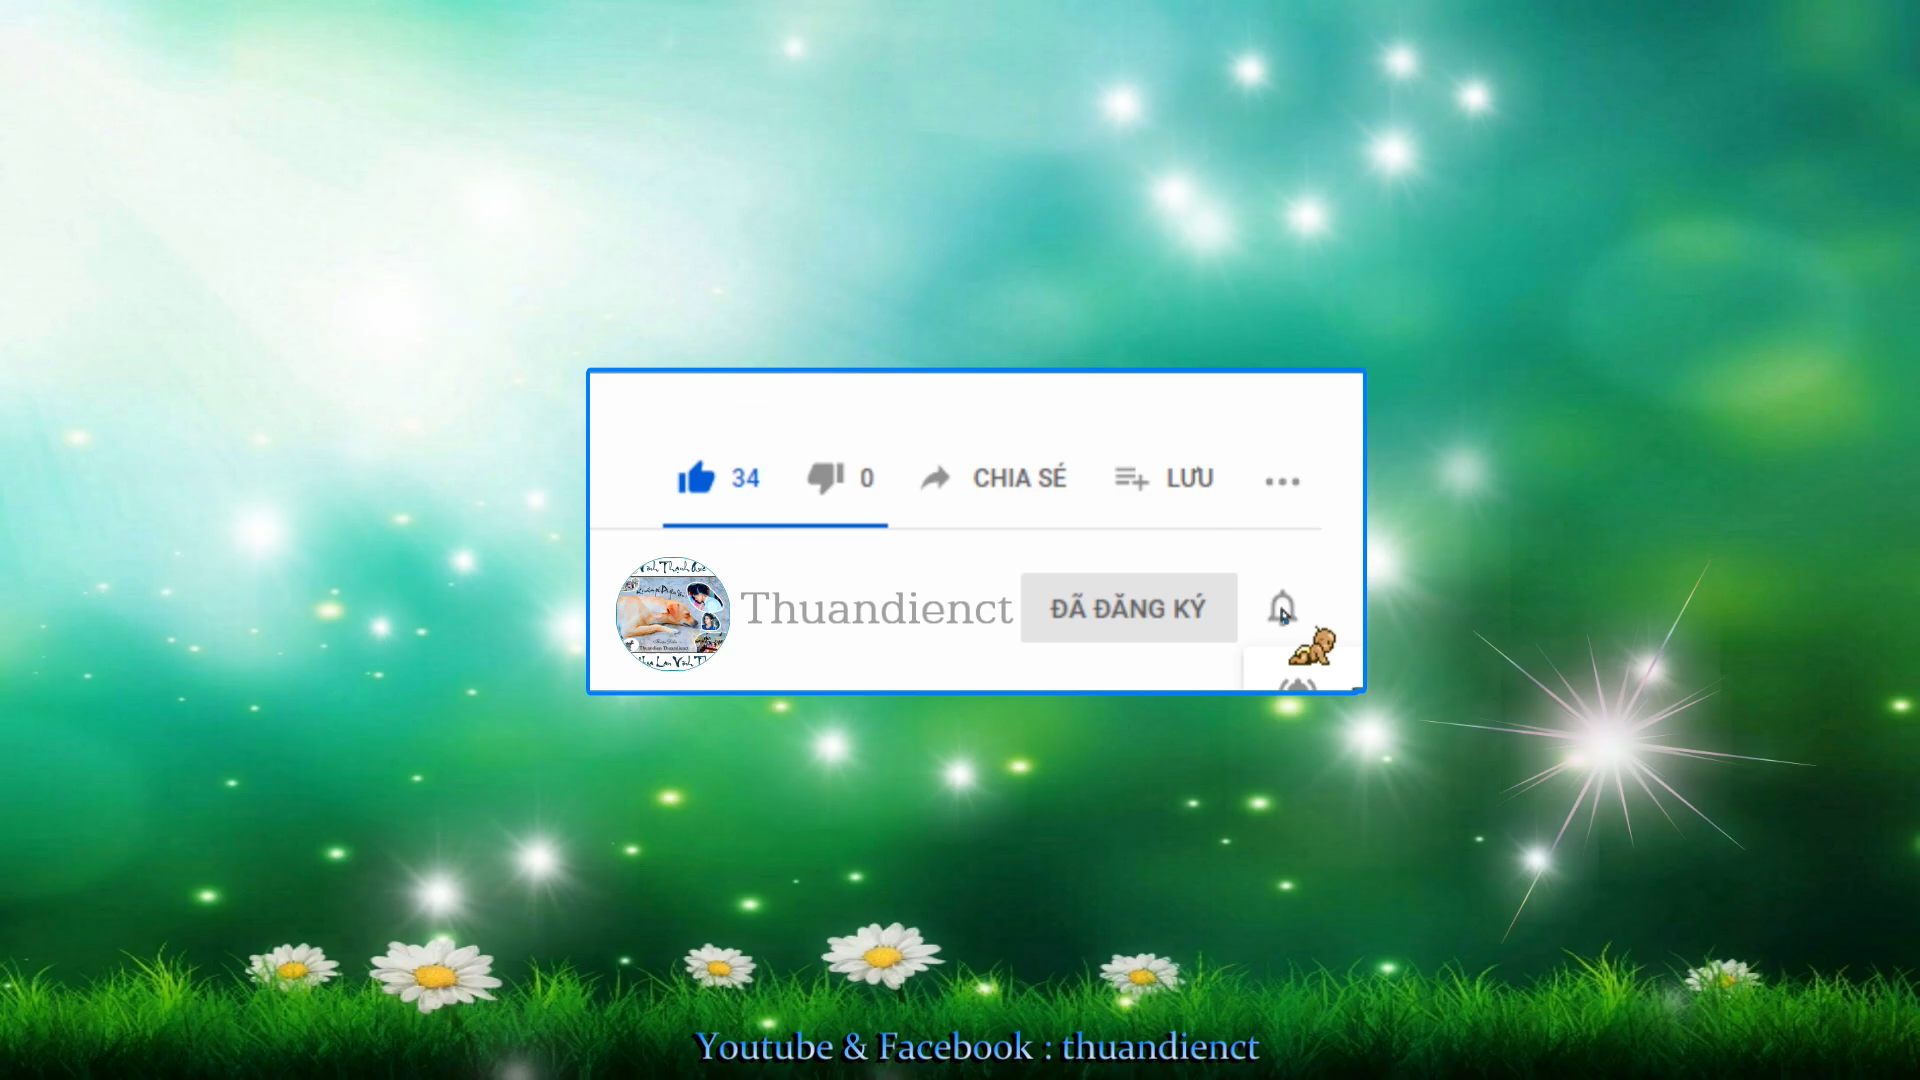 34 0 CHIA SẺ LƯU
Thuandienct ĐÃ ĐĂNG KÝ
Youtube & Facebook : thuandienct